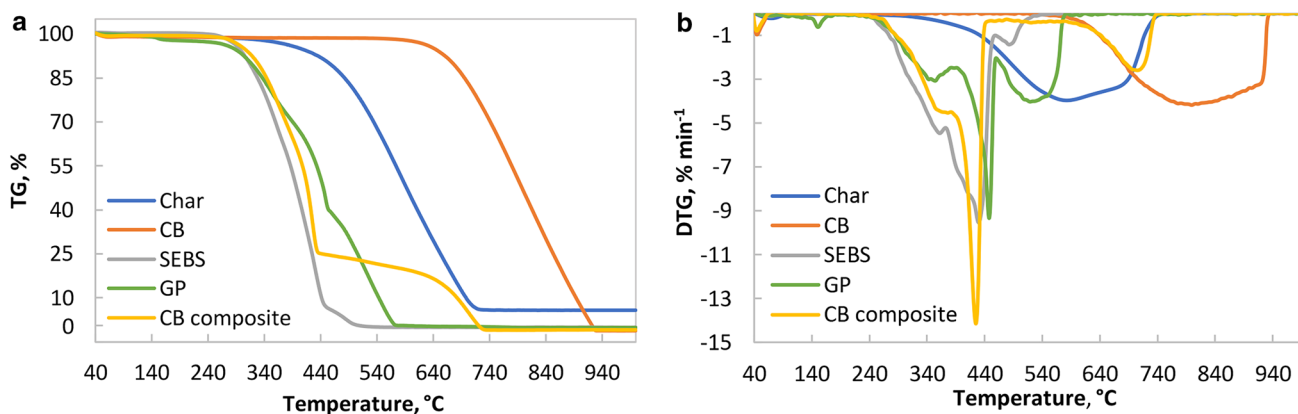 a
100
85
70
55
40
25
10
0
TG, %
Char
CB
SEBS
GP
CB composite
40 140 240 340 440 540 640 740 840 940
Temperature, °C
b
-1
-3
-5
-7
-9
-11
-13
-15
DTG, % min⁻¹
Char
CB
SEBS
GP
CB composite
40 140 240 340 440 540 640 740 840 940
Temperature, °C